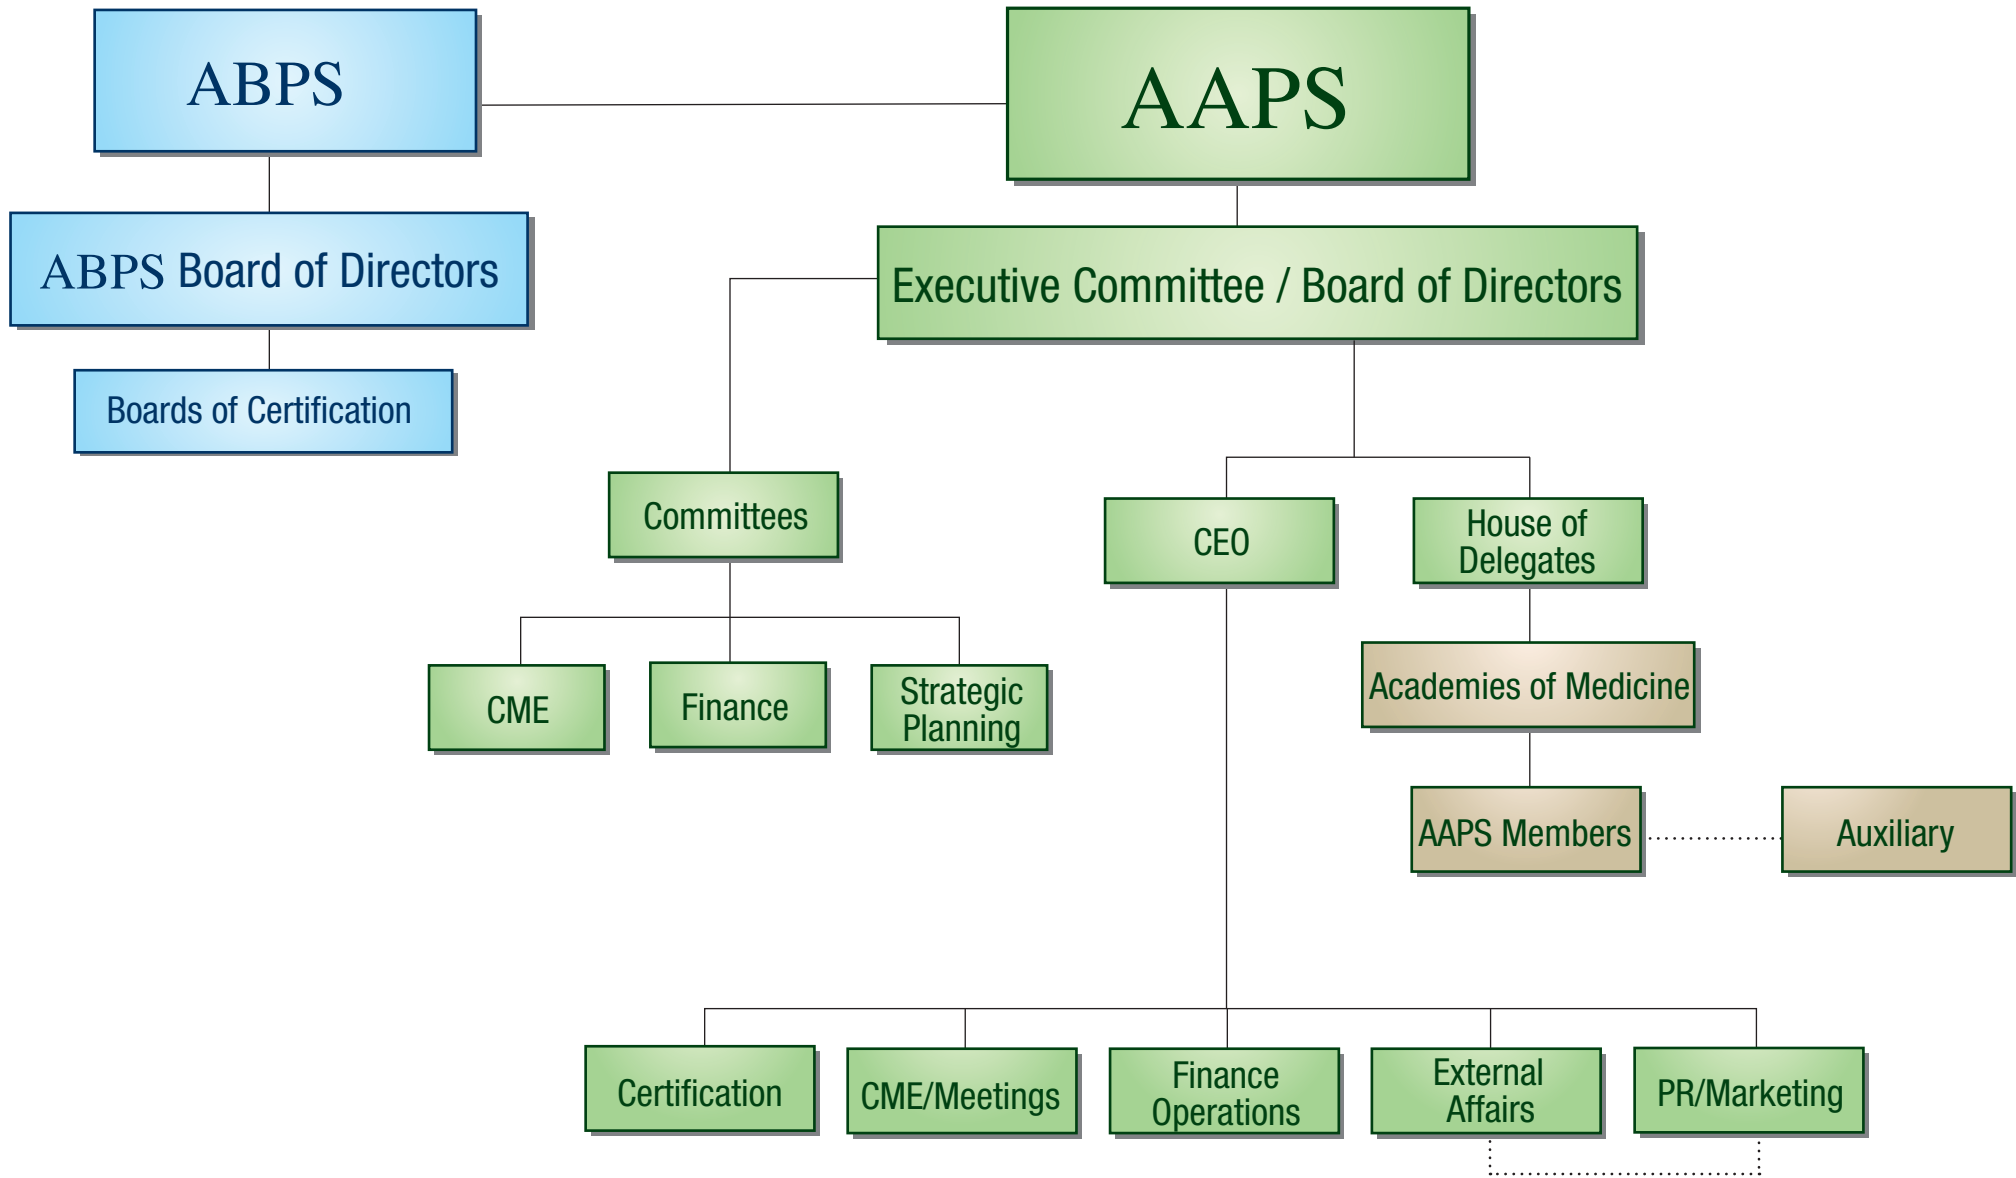 ABPS
AAPS
ABPS Board of Directors
Executive Committee / Board of Directors
Boards of Certification
Committees
CEO
House of
Delegates
CME
Finance
Strategic
Planning
Academies of Medicine
AAPS Members
Auxiliary
Certification
CME/Meetings
Finance
Operations
External
Affairs
PR/Marketing